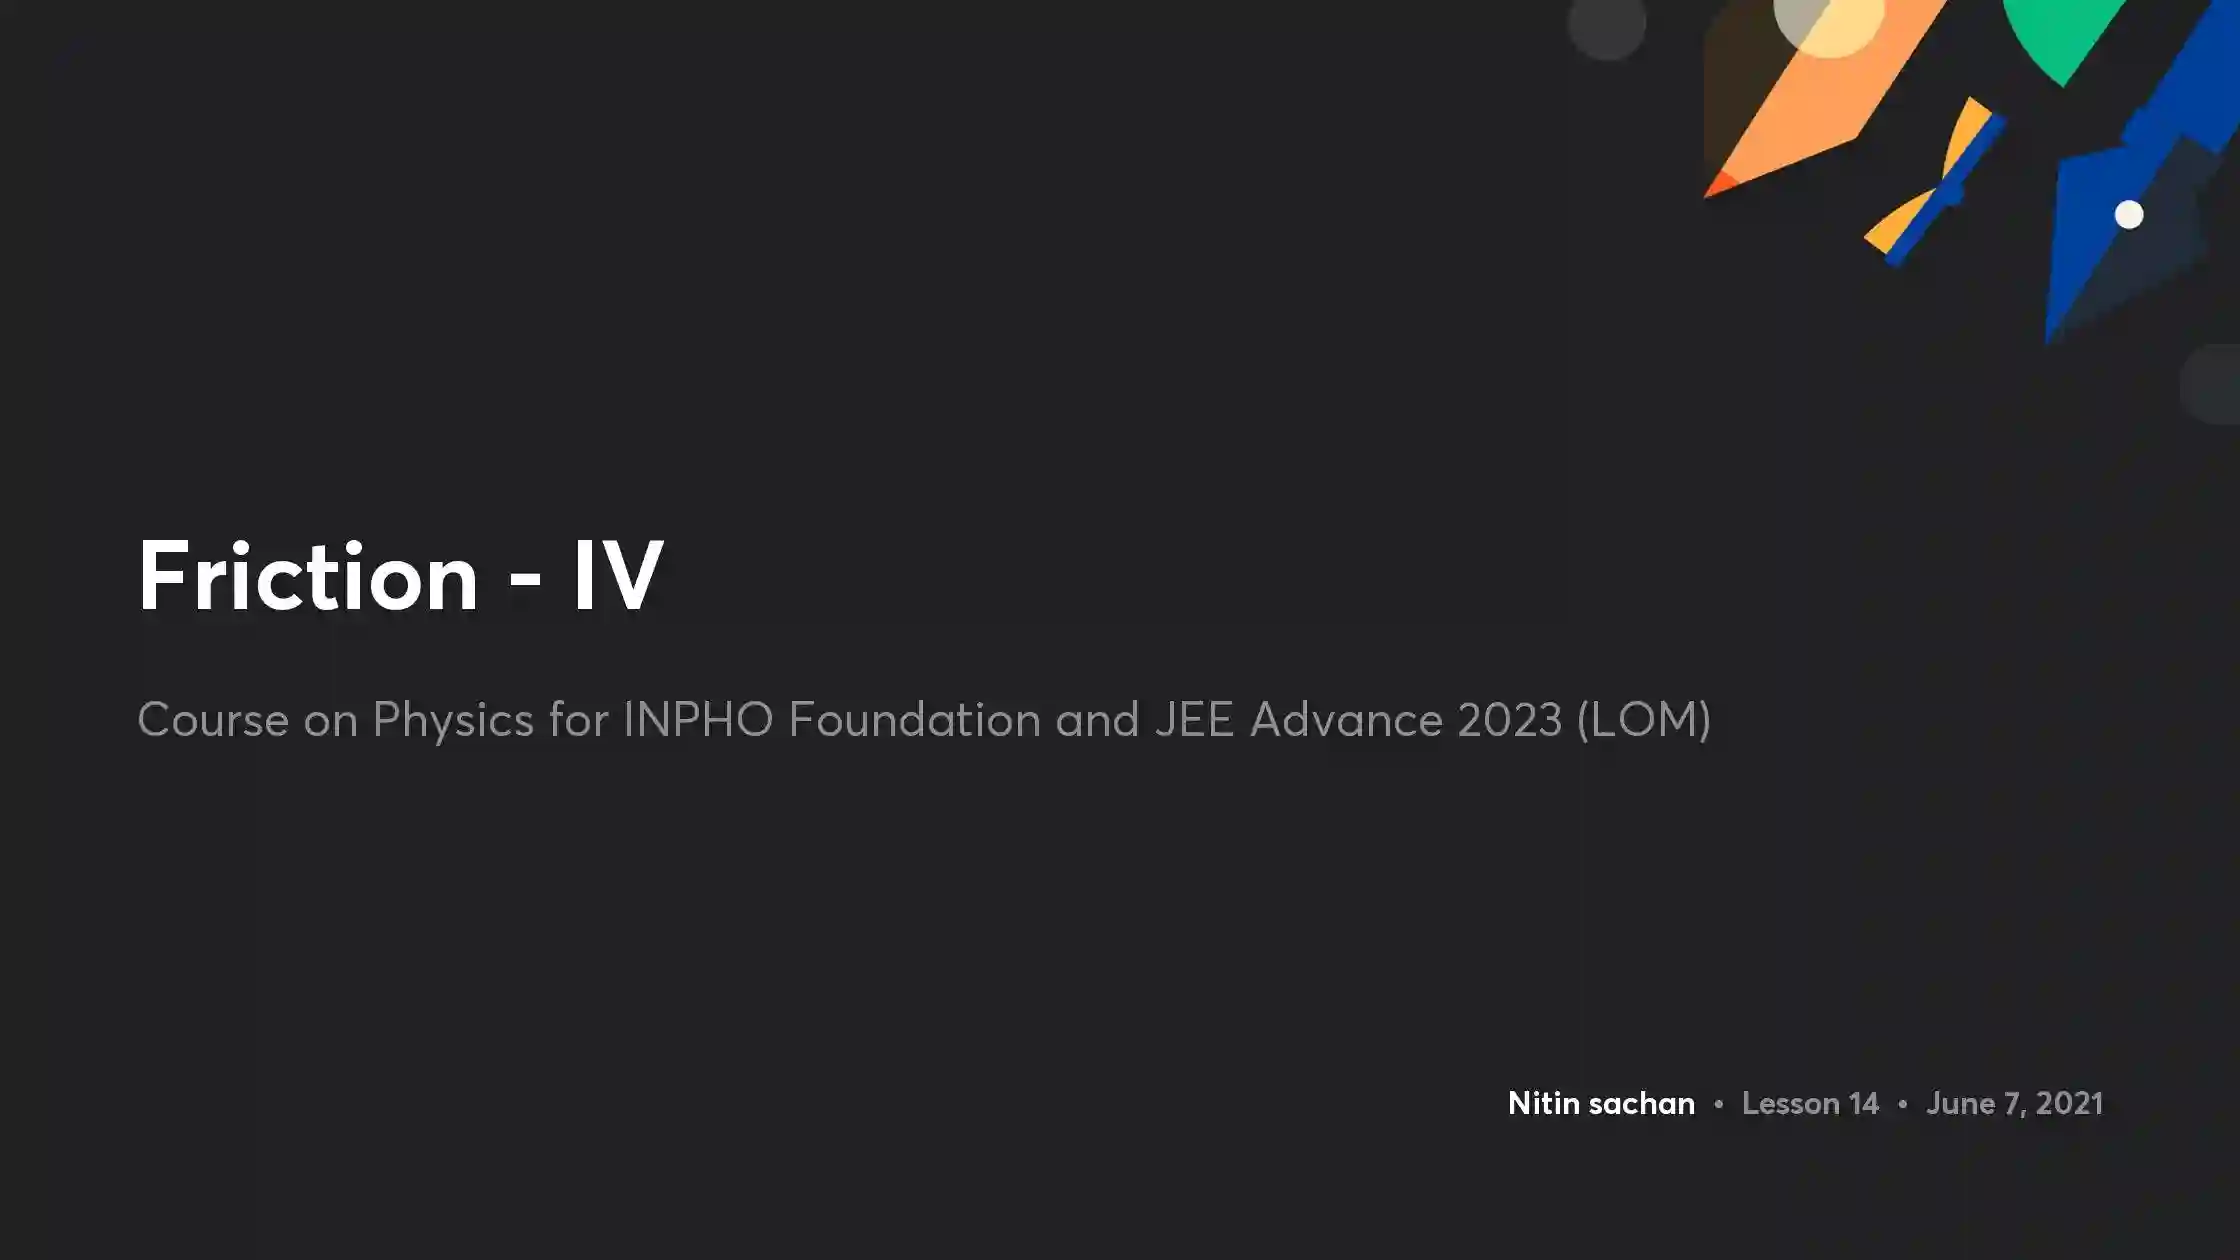 Friction - IV
Course on Physics for INPHO Foundation and JEE Advance 2023 (LOM)
Nitin sachan • Lesson 14 • June 7, 2021